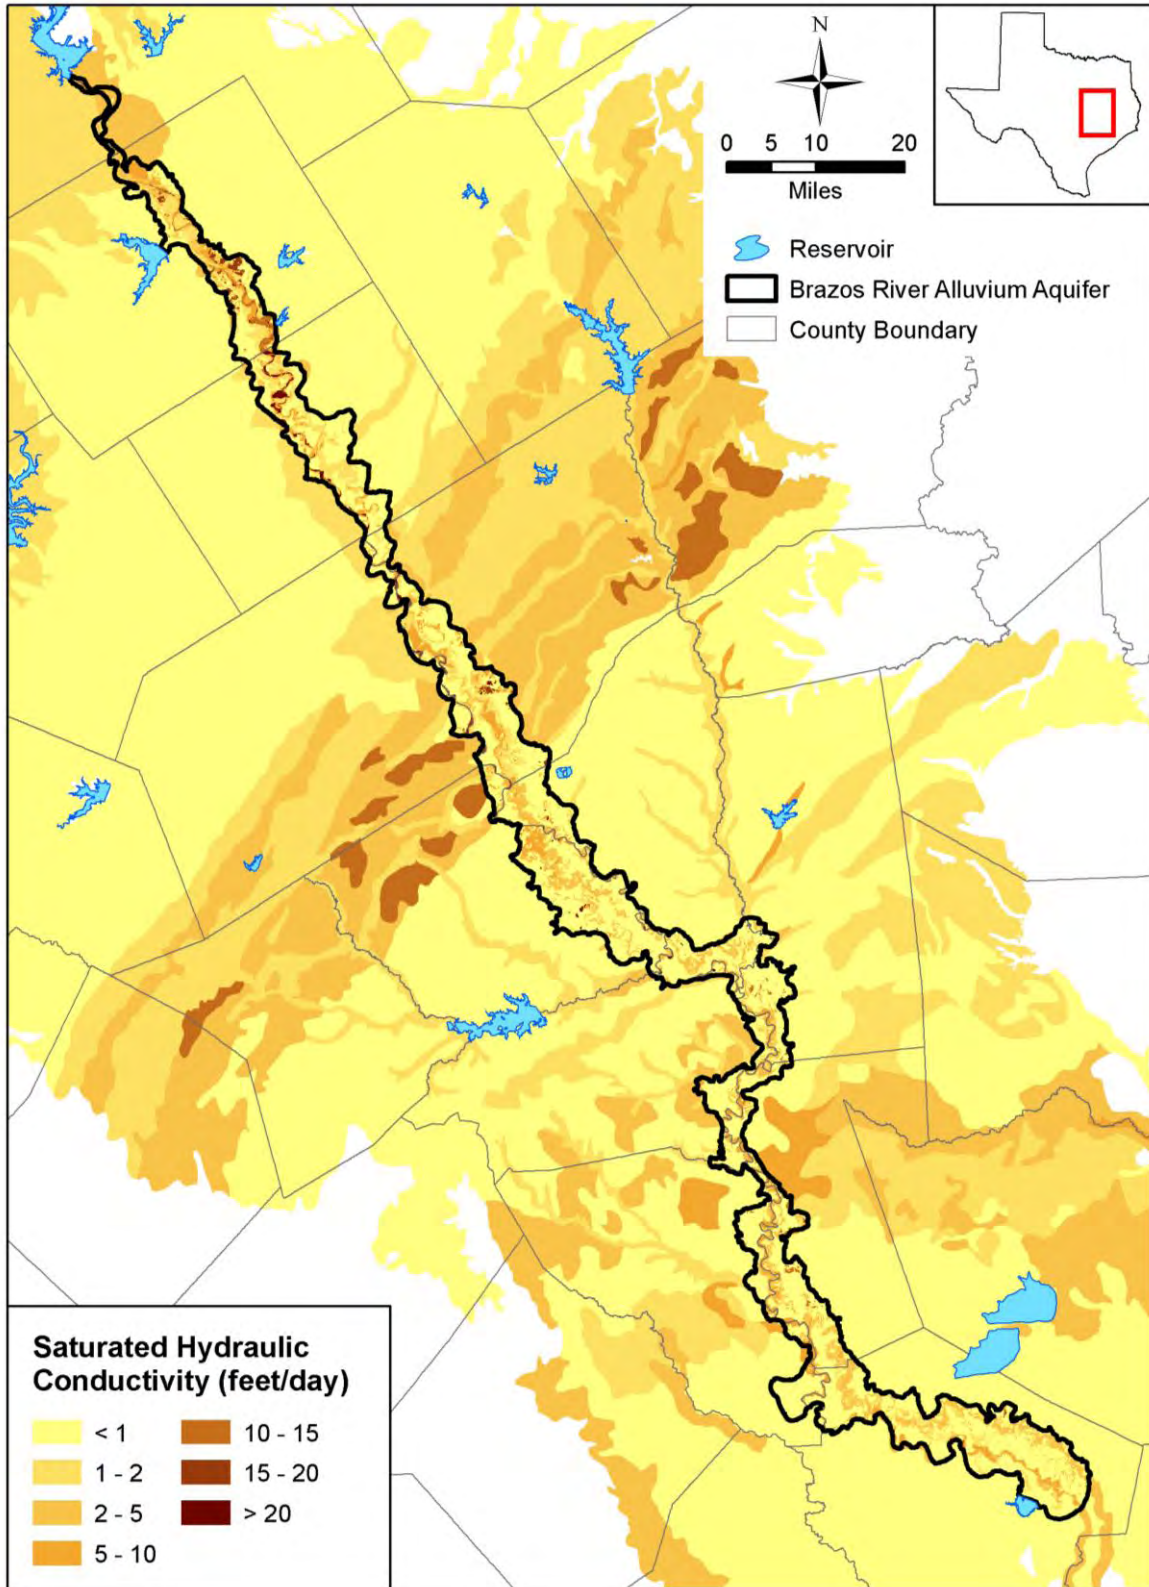 N
0 5 10 20
Miles
Reservoir
Brazos River Alluvium Aquifer
County Boundary
Saturated Hydraulic
Conductivity (feet/day)
< 1
1 - 2
2 - 5
5 - 10
10 - 15
15 - 20
> 20